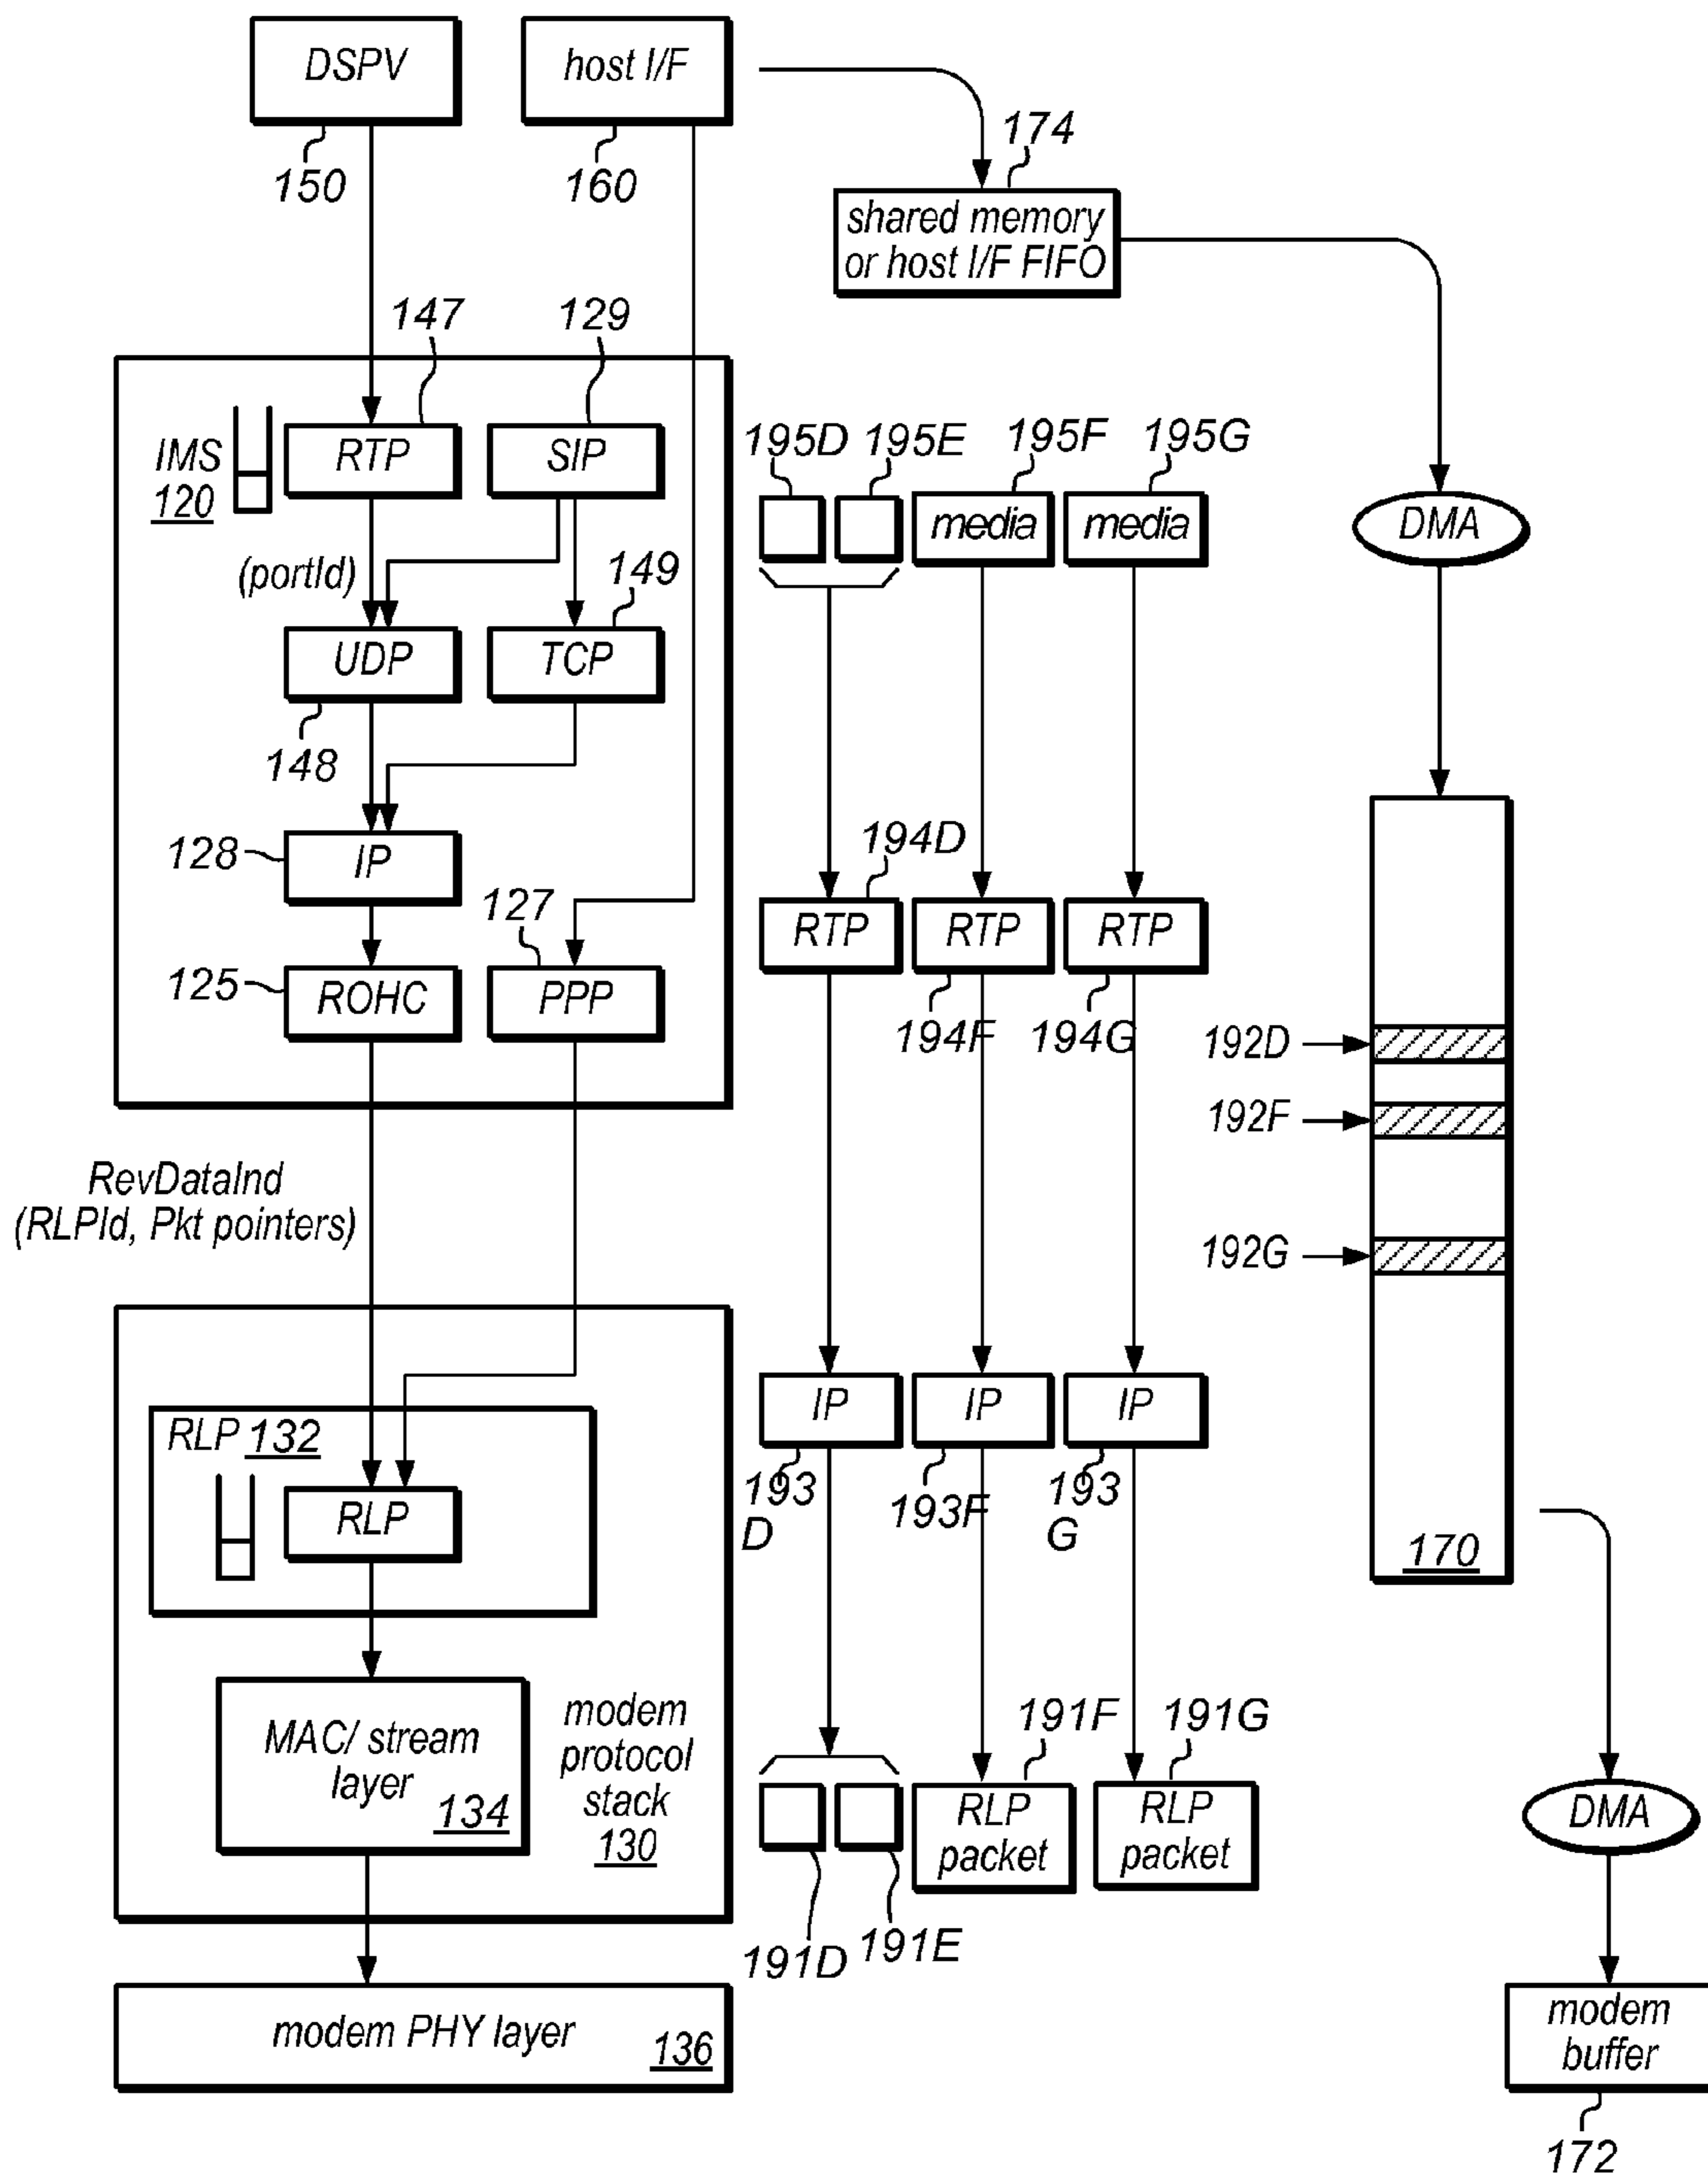 DSPV
host I/F
150
160
174
shared memory
or host I/F FIFO
147
129
IMS
120
RTP
SIP
195D
195E
195F
195G
media
media
DMA
(portId)
149
UDP
TCP
148
128
IP
194D
127
RTP
RTP
RTP
125
ROHC
PPP
194F
194G
192D
192F
RevDataInd
(RLPId, Pkt pointers)
192G
IP
IP
IP
RLP 132
193
D
193F
193
G
RLP
170
MAC/ stream
layer
134
modem
protocol
stack
130
191F
191G
RLP
packet
RLP
packet
DMA
191D
191E
modem PHY layer
136
modem
buffer
172